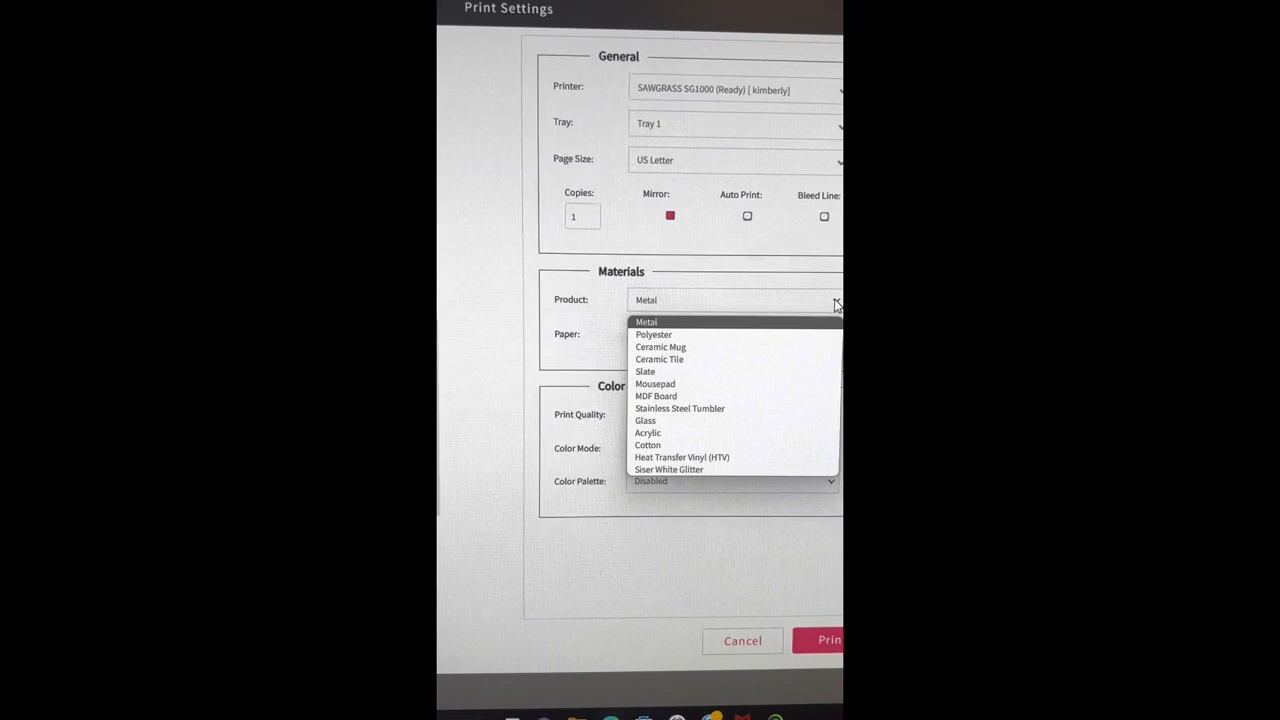 Print Settings
General
Printer: SAWGRASS SG1000 (Ready) [ kimberly]
Tray: Tray 1
Page Size: US Letter
Copies: Mirror: Auto Print: Bleed Line:
1
Materials
Product: Metal
Paper:
Metal
Polyester
Ceramic Mug
Ceramic Tile
Slate
Mousepad
MDF Board
Stainless Steel Tumbler
Glass
Acrylic
Cotton
Heat Transfer Vinyl (HTV)
Siser White Glitter
Color
Print Quality:
Color Mode:
Color Palette: Disabled
Cancel Prin